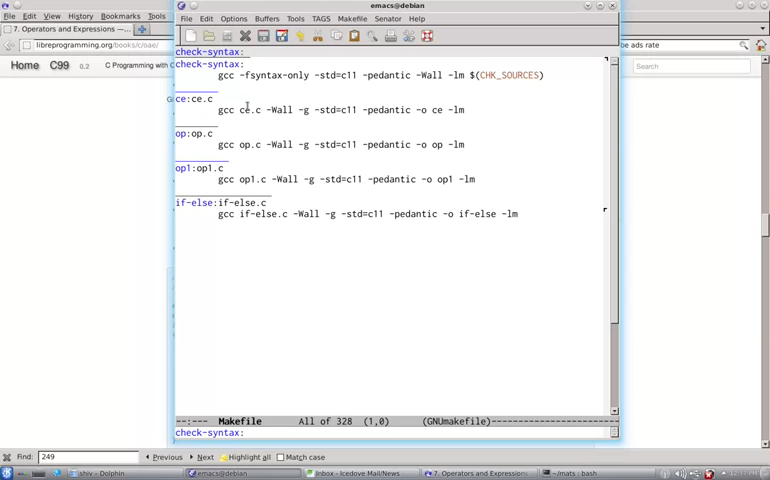 emacs@debian
File Edit View History Bookmarks Tools
File Edit Options Buffers Tools TAGS Makefile Senator Help
7. Operators and Expressions —...
libreprogramming.org/books/c/oae/
be ads rate
Home C99 0.2 C Programming with
Search
check-syntax:
check-syntax:
gcc -fsyntax-only -std=c11 -pedantic -Wall -lm $(CHK_SOURCES)
ce:ce.c
gcc ce.c -Wall -g -std=c11 -pedantic -o ce -lm
op:op.c
gcc op.c -Wall -g -std=c11 -pedantic -o op -lm
op1:op1.c
gcc op1.c -Wall -g -std=c11 -pedantic -o op1 -lm
if-else:if-else.c
gcc if-else.c -Wall -g -std=c11 -pedantic -o if-else -lm
--:--- Makefile All of 328 (1,0) (GNUmakefile)
check-syntax:
Find: 249 Previous Next Highlight all Match case
shiv - Dolphin emacs@debian Inbox - Icedove Mail/News 7. Operators and Expressions ~/mats : bash